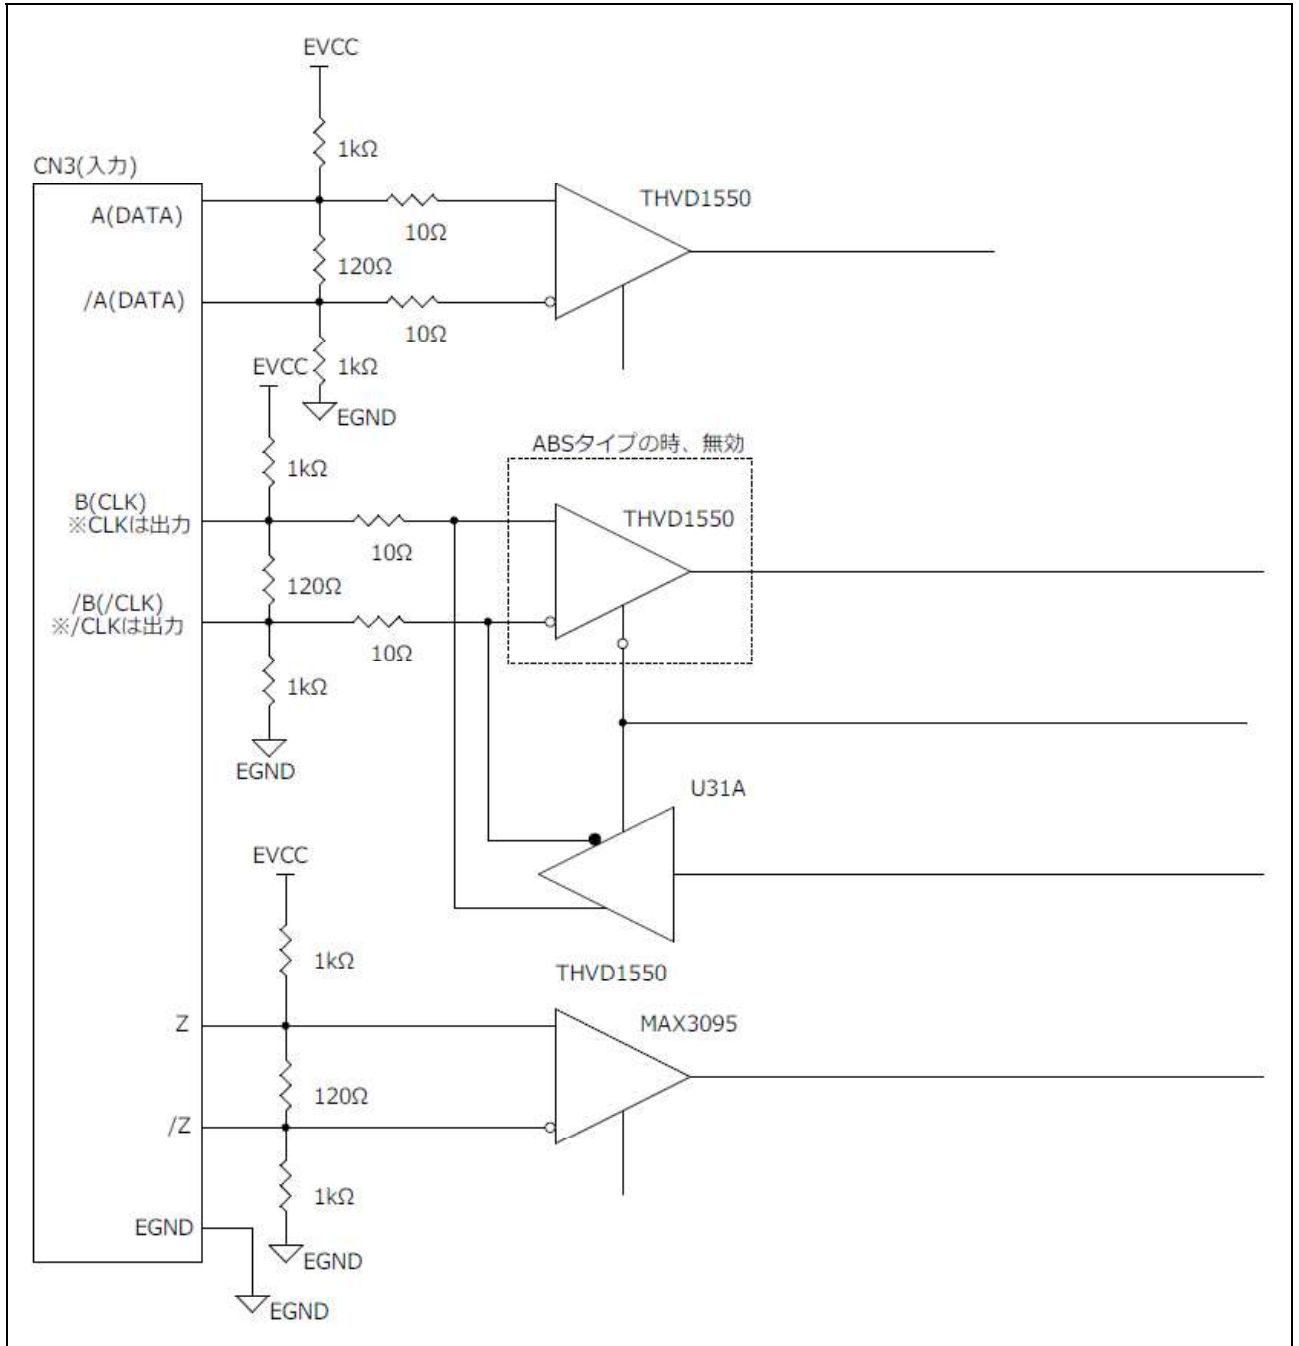 EVCC
1kΩ
CN3(入力)
A(DATA)
THVD1550
10Ω
120Ω
/A(DATA)
10Ω
EVCC
1kΩ
EGND
ABSタイプの時、無効
1kΩ
B(CLK)
※CLKは出力
THVD1550
10Ω
120Ω
/B(/CLK)
※/CLKは出力
10Ω
1kΩ
EGND
U31A
EVCC
1kΩ
THVD1550
Z
MAX3095
120Ω
/Z
1kΩ
EGND
EGND
EGND